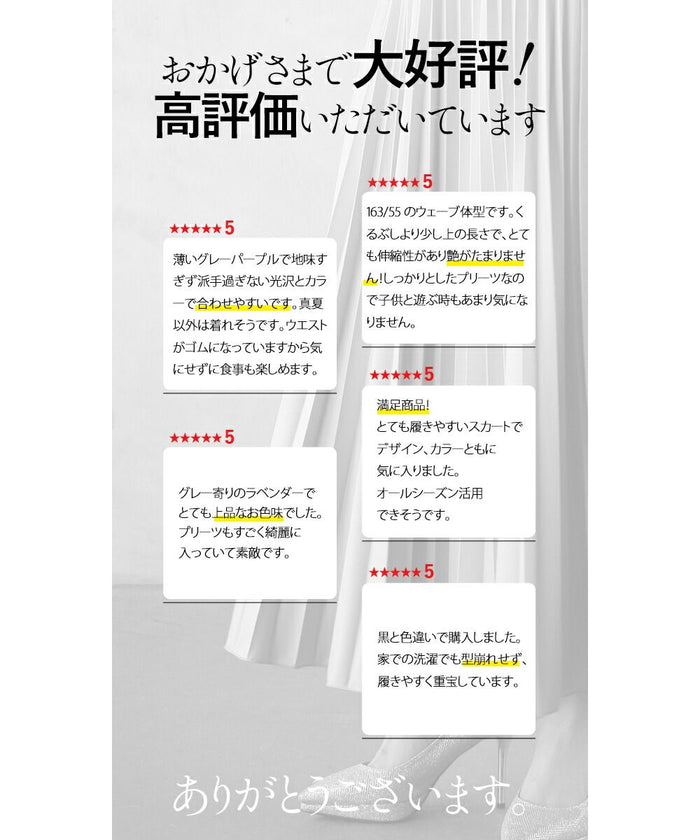 おかげさまで大好評!
高評価いただいています
★★★★★5
薄いグレーパープルで地味す
ぎず派手過ぎない光沢とカラ
ーで合わせやすいです。真夏
以外は着れそうです。ウエスト
がゴムになっていますから気
にせずに食事も楽しめます。
★★★★★5
163/55 のウェーブ体型です。く
るぶしより少し上の長さで、とて
も伸縮性があり艶がたまりませ
ん!しっかりとしたプリーツなの
で子供と遊ぶ時もあまり気にな
りません。
★★★★★5
満足商品!
とても履きやすいスカートで
デザイン、カラーともに
気に入りました。
オールシーズン活用
できそうです。
★★★★★5
グレー寄りのラベンダーで
とても上品なお色味でした。
プリーツもすごく綺麗に
入っていて素敵です。
★★★★★5
黒と色違いで購入しました。
家での洗濯でも型崩れせず、
履きやすく重宝しています。
ありがとうございます。